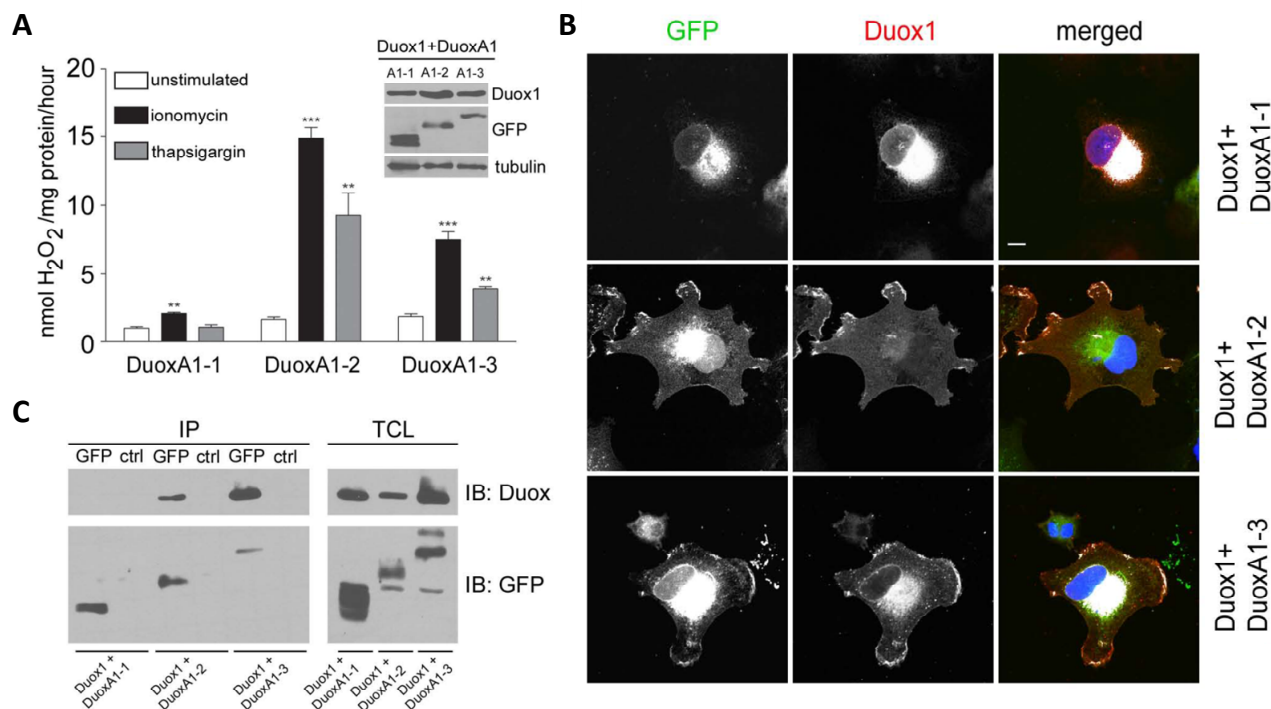 A
nmol H2O2 /mg protein/hour
20
15
10
5
0
unstimulated
ionomycin
thapsigargin
**
***
**
***
**
DuoxA1-1 DuoxA1-2 DuoxA1-3
Duox1+DuoxA1
A1-1 A1-2 A1-3
Duox1
GFP
tubulin
B
GFP Duox1 merged
Duox1+
DuoxA1-1
Duox1+
DuoxA1-2
Duox1+
DuoxA1-3
C
IP TCL
GFP ctrl GFP ctrl GFP ctrl
IB: Duox
IB: GFP
Duox1 +
DuoxA1-1
Duox1 +
DuoxA1-2
Duox1 +
DuoxA1-3
Duox1 +
DuoxA1-1
Duox1 +
DuoxA1-2
Duox1 +
DuoxA1-3